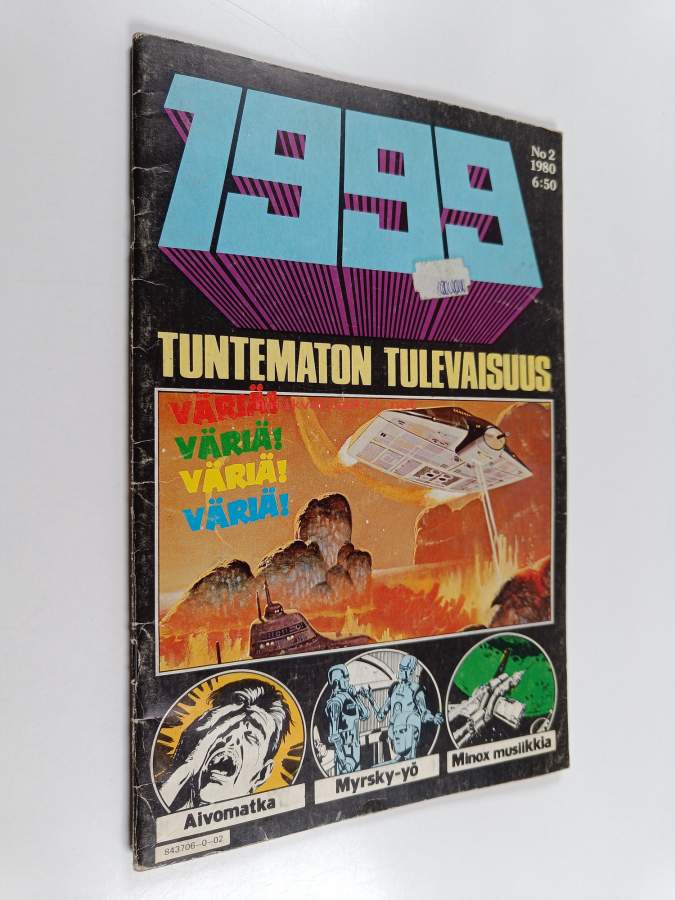 1999
No 2
1980
6:50
TUNTEMATON TULEVAISUUS
VÄRIÄ!
VÄRIÄ!
VÄRIÄ!
VÄRIÄ!
Aivomatka
Myrsky-yö
Minox musiikkia
843706-0-02